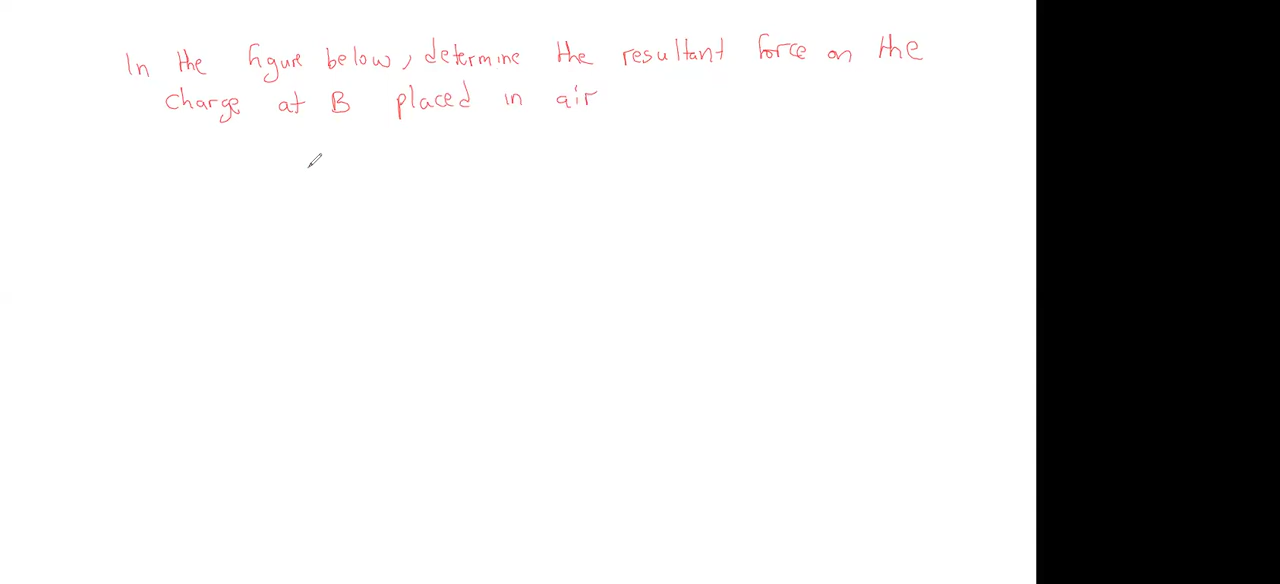 In the figure below, determine the resultant force on the
charge at B placed in air